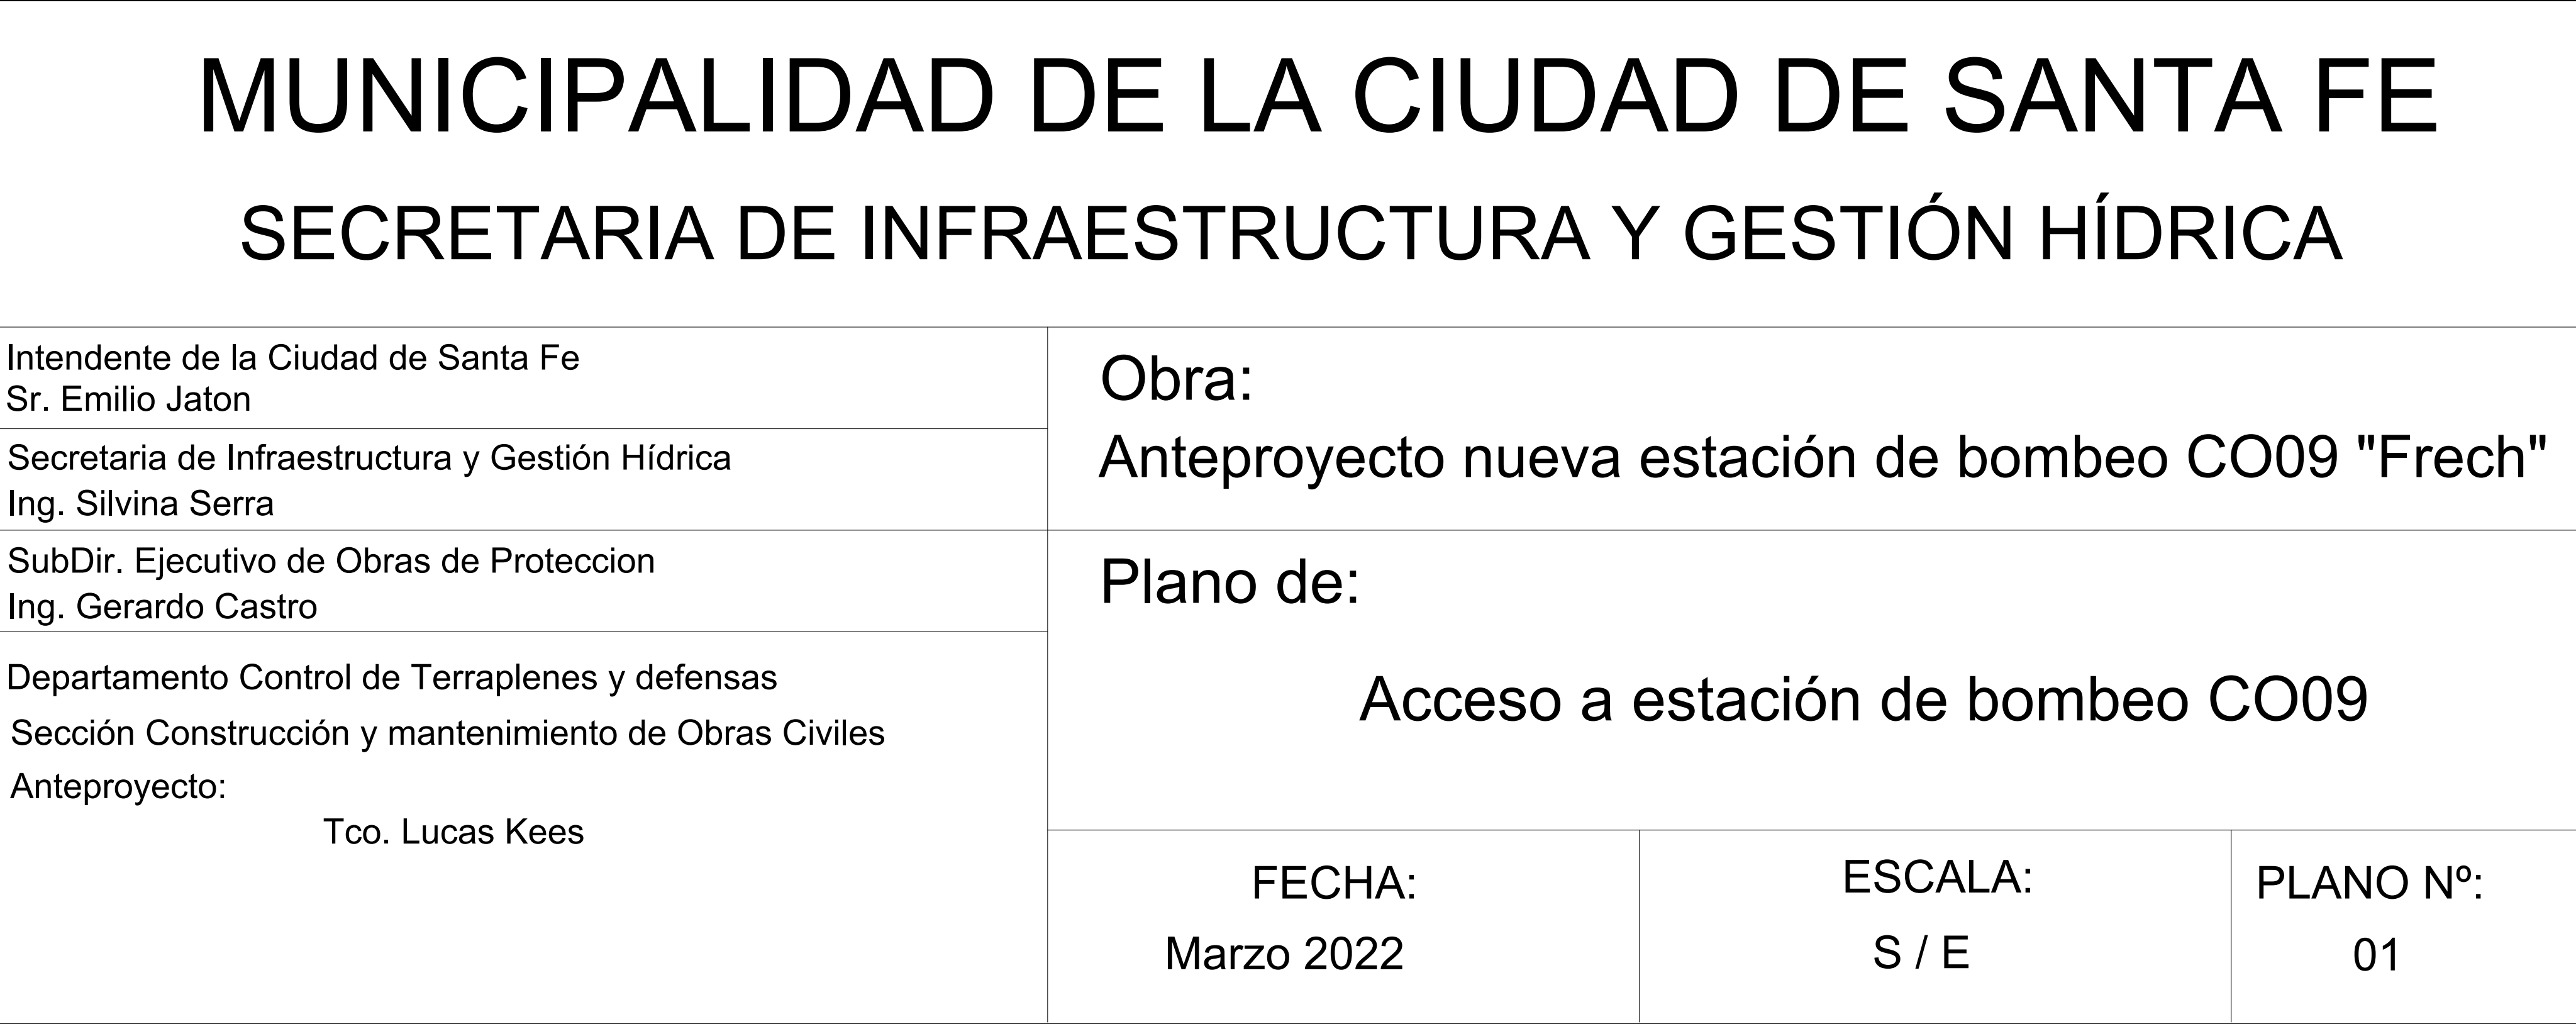 MUNICIPALIDAD DE LA CIUDAD DE SANTA FE
SECRETARIA DE INFRAESTRUCTURA Y GESTIÓN HÍDRICA
Intendente de la Ciudad de Santa Fe
Sr. Emilio Jaton
Secretaria de Infraestructura y Gestión Hídrica
Ing. Silvina Serra
SubDir. Ejecutivo de Obras de Proteccion
Ing. Gerardo Castro
Departamento Control de Terraplenes y defensas
Sección Construcción y mantenimiento de Obras Civiles
Anteproyecto:
Tco. Lucas Kees
Obra:
Anteproyecto nueva estación de bombeo CO09 "Frech"
Plano de:
Acceso a estación de bombeo CO09
FECHA:
Marzo 2022
ESCALA:
S / E
PLANO Nº:
01